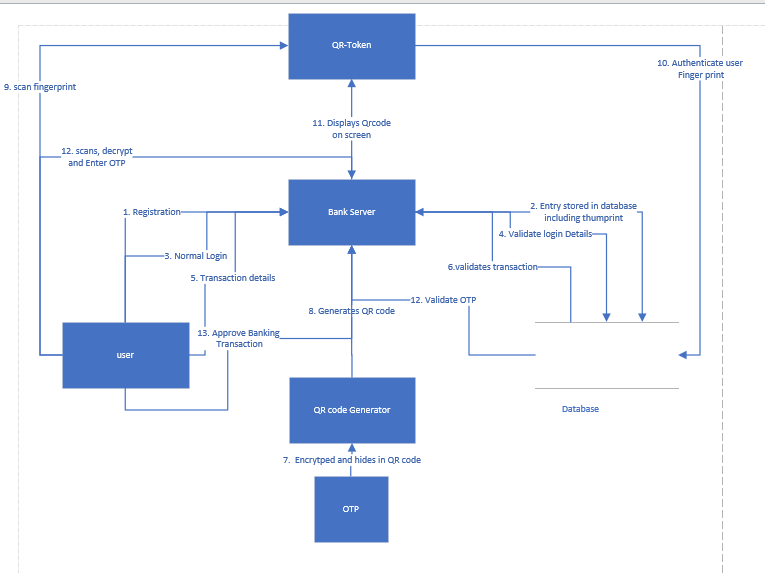 QR-Token
10. Authenticate user
Finger print
9. scan fingerprint
11. Displays Qrcode
on screen
12. scans, decrypt
and Enter OTP
1. Registration
Bank Server
2. Entry stored in database
including thumprint
4. Validate login Details
3. Normal Login
6.validates transaction
5. Transaction details
12. Validate OTP
8. Generates QR code
13. Approve Banking
Transaction
user
QR code Generator
Database
7. Encrytped and hides in QR code
OTP